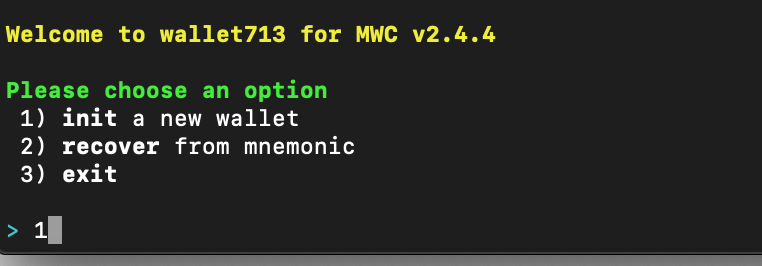 Welcome to wallet713 for MWC v2.4.4
Please choose an option
1) init a new wallet
2) recover from mnemonic
3) exit
> 1